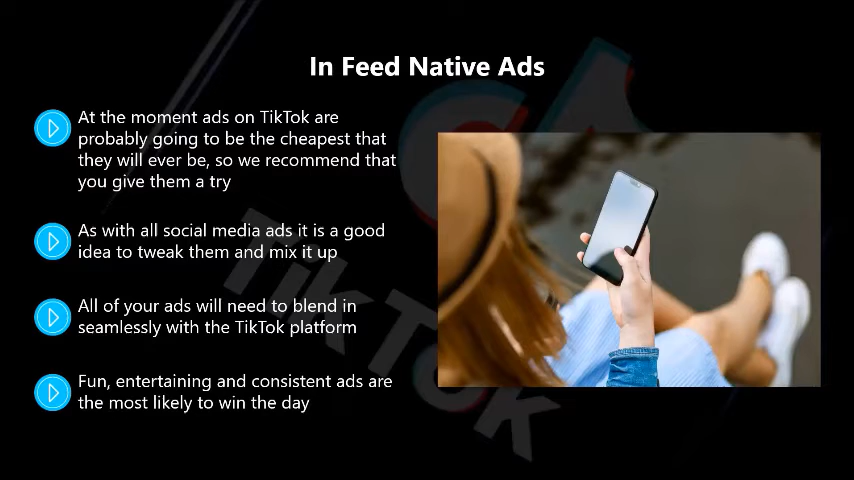 In Feed Native Ads
At the moment ads on TikTok are
probably going to be the cheapest that
they will ever be, so we recommend that
you give them a try
As with all social media ads it is a good
idea to tweak them and mix it up
All of your ads will need to blend in
seamlessly with the TikTok platform
Fun, entertaining and consistent ads are
the most likely to win the day
TikTok